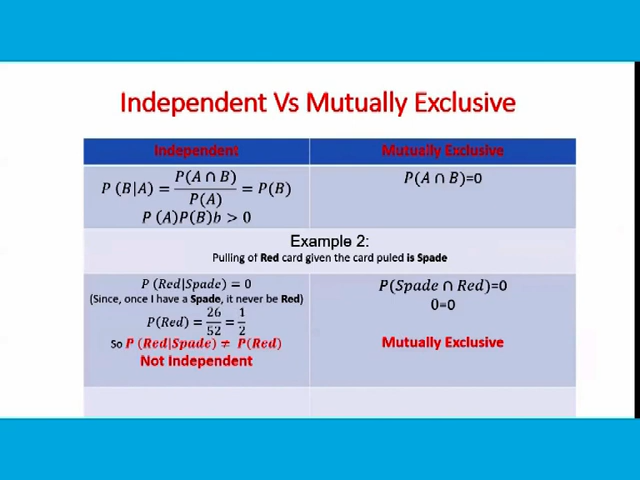 Independent Vs Mutually Exclusive
Independent
Mutually Exclusive
P (B|A) = P(A ∩ B) / P(A) = P(B)
P (A)P(B)b > 0
P(A ∩ B)=0
Example 2:
Pulling of Red card given the card puled is Spade
P (Red|Spade) = 0
(Since, once I have a Spade, it never be Red)
P(Red) = 26/52 = 1/2
So P (Red|Spade) ≠ P(Red)
Not Independent
P(Spade ∩ Red)=0
0=0
Mutually Exclusive